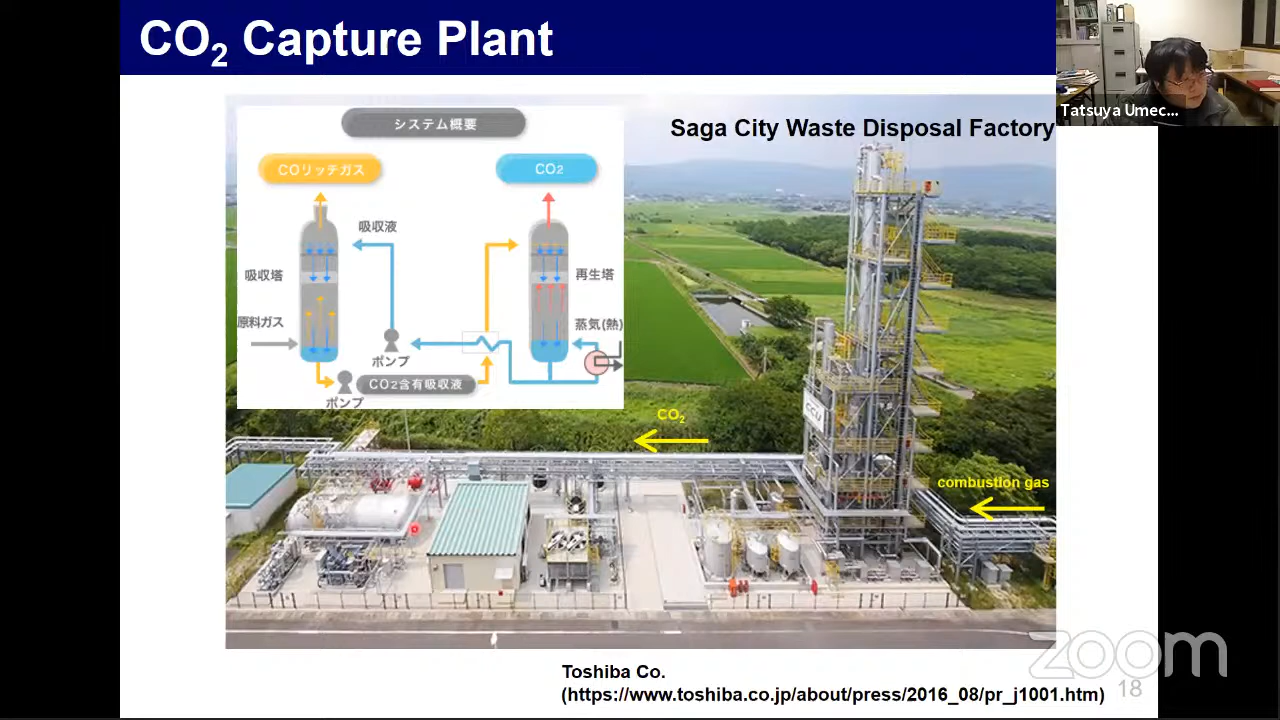 CO2 Capture Plant
Tatsuya Umec...
Saga City Waste Disposal Factory
システム概要
COリッチガス
CO2
吸収液
吸収塔
再生塔
原料ガス
蒸気(熱)
ポンプ
CO2含有吸収液
ポンプ
CO2
CCU
combustion gas
Toshiba Co.
(https://www.toshiba.co.jp/about/press/2016_08/pr_j1001.htm)
zoom
18